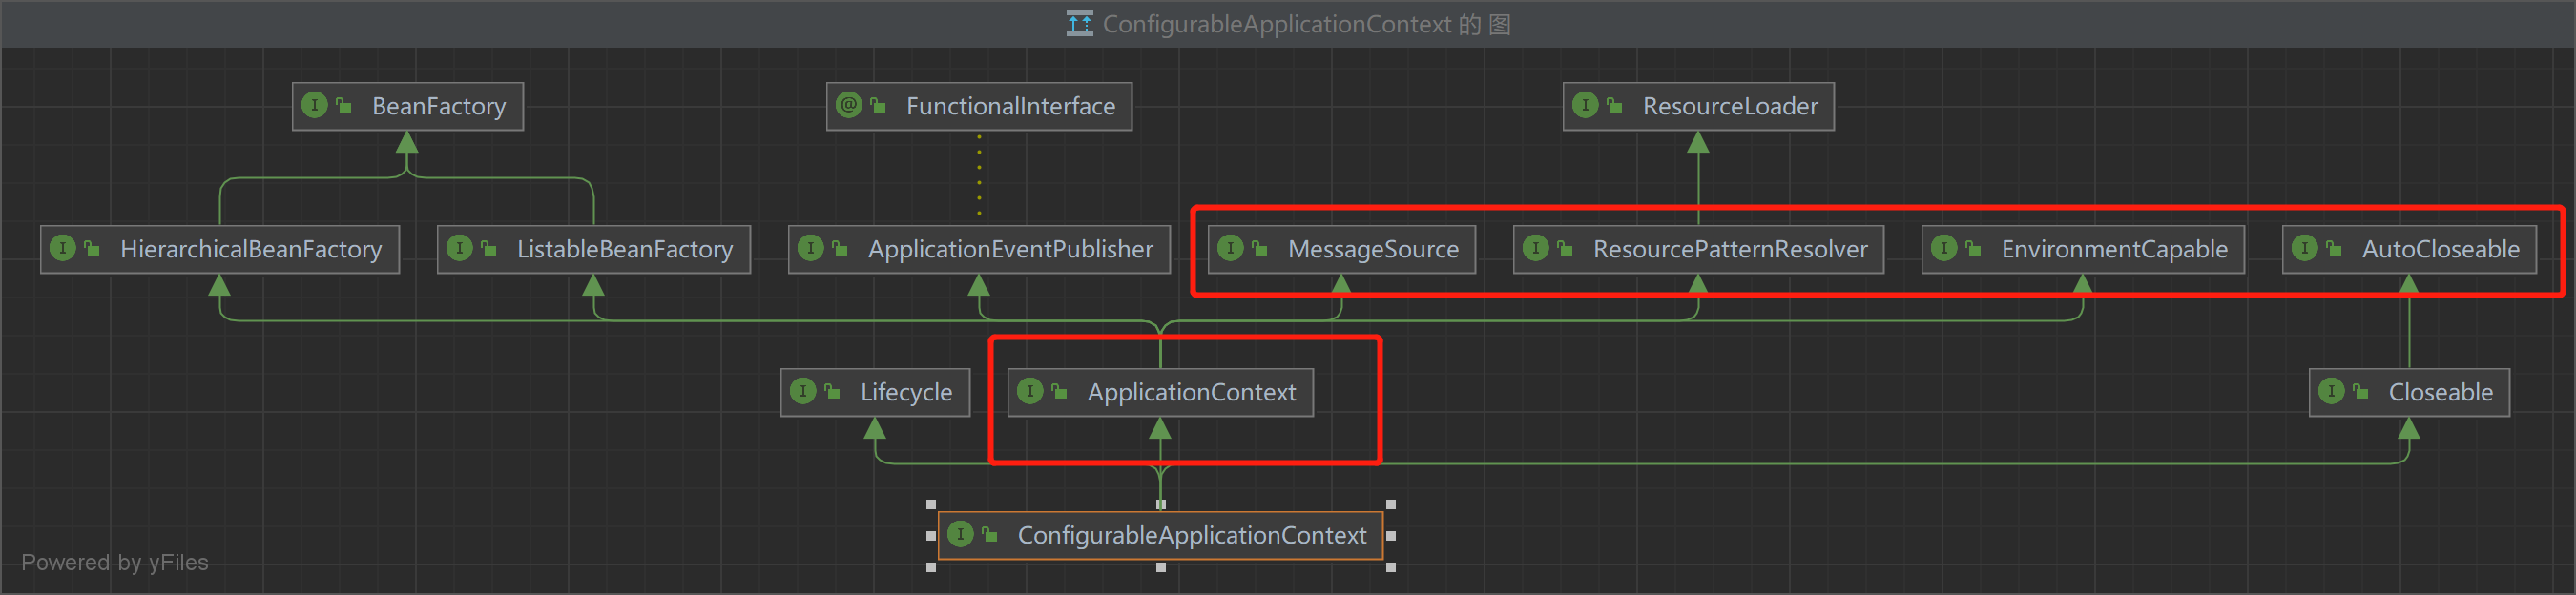 ConfigurableApplicationContext 的 图
BeanFactory
FunctionalInterface
ResourceLoader
HierarchicalBeanFactory
ListableBeanFactory
ApplicationEventPublisher
MessageSource
ResourcePatternResolver
EnvironmentCapable
AutoCloseable
Lifecycle
ApplicationContext
Closeable
ConfigurableApplicationContext
Powered by yFiles